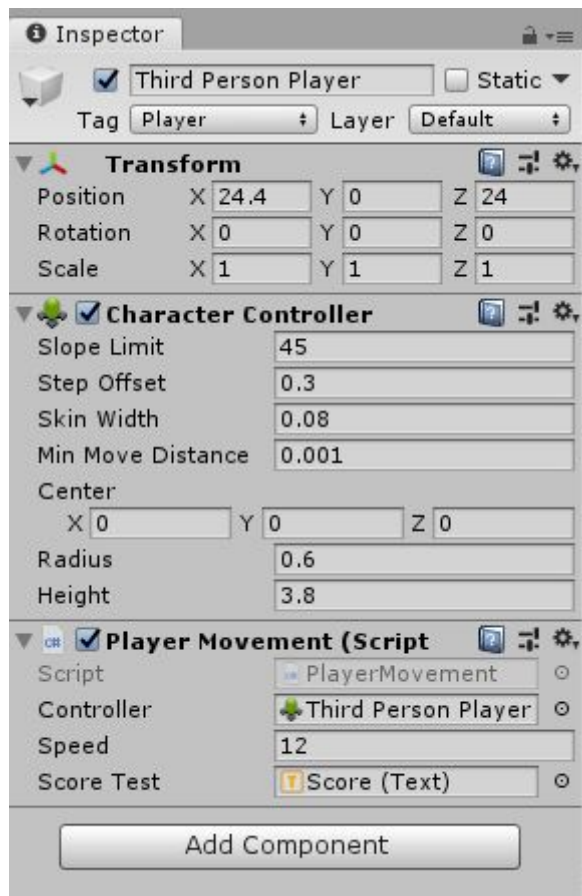 Inspector
Third Person Player Static
Tag Player Layer Default
Transform
Position X 24.4 Y 0 Z 24
Rotation X 0 Y 0 Z 0
Scale X 1 Y 1 Z 1
Character Controller
Slope Limit 45
Step Offset 0.3
Skin Width 0.08
Min Move Distance 0.001
Center
X 0 Y 0 Z 0
Radius 0.6
Height 3.8
C# Player Movement (Script
Script PlayerMovement
Controller Third Person Player
Speed 12
Score Test T Score (Text)
Add Component